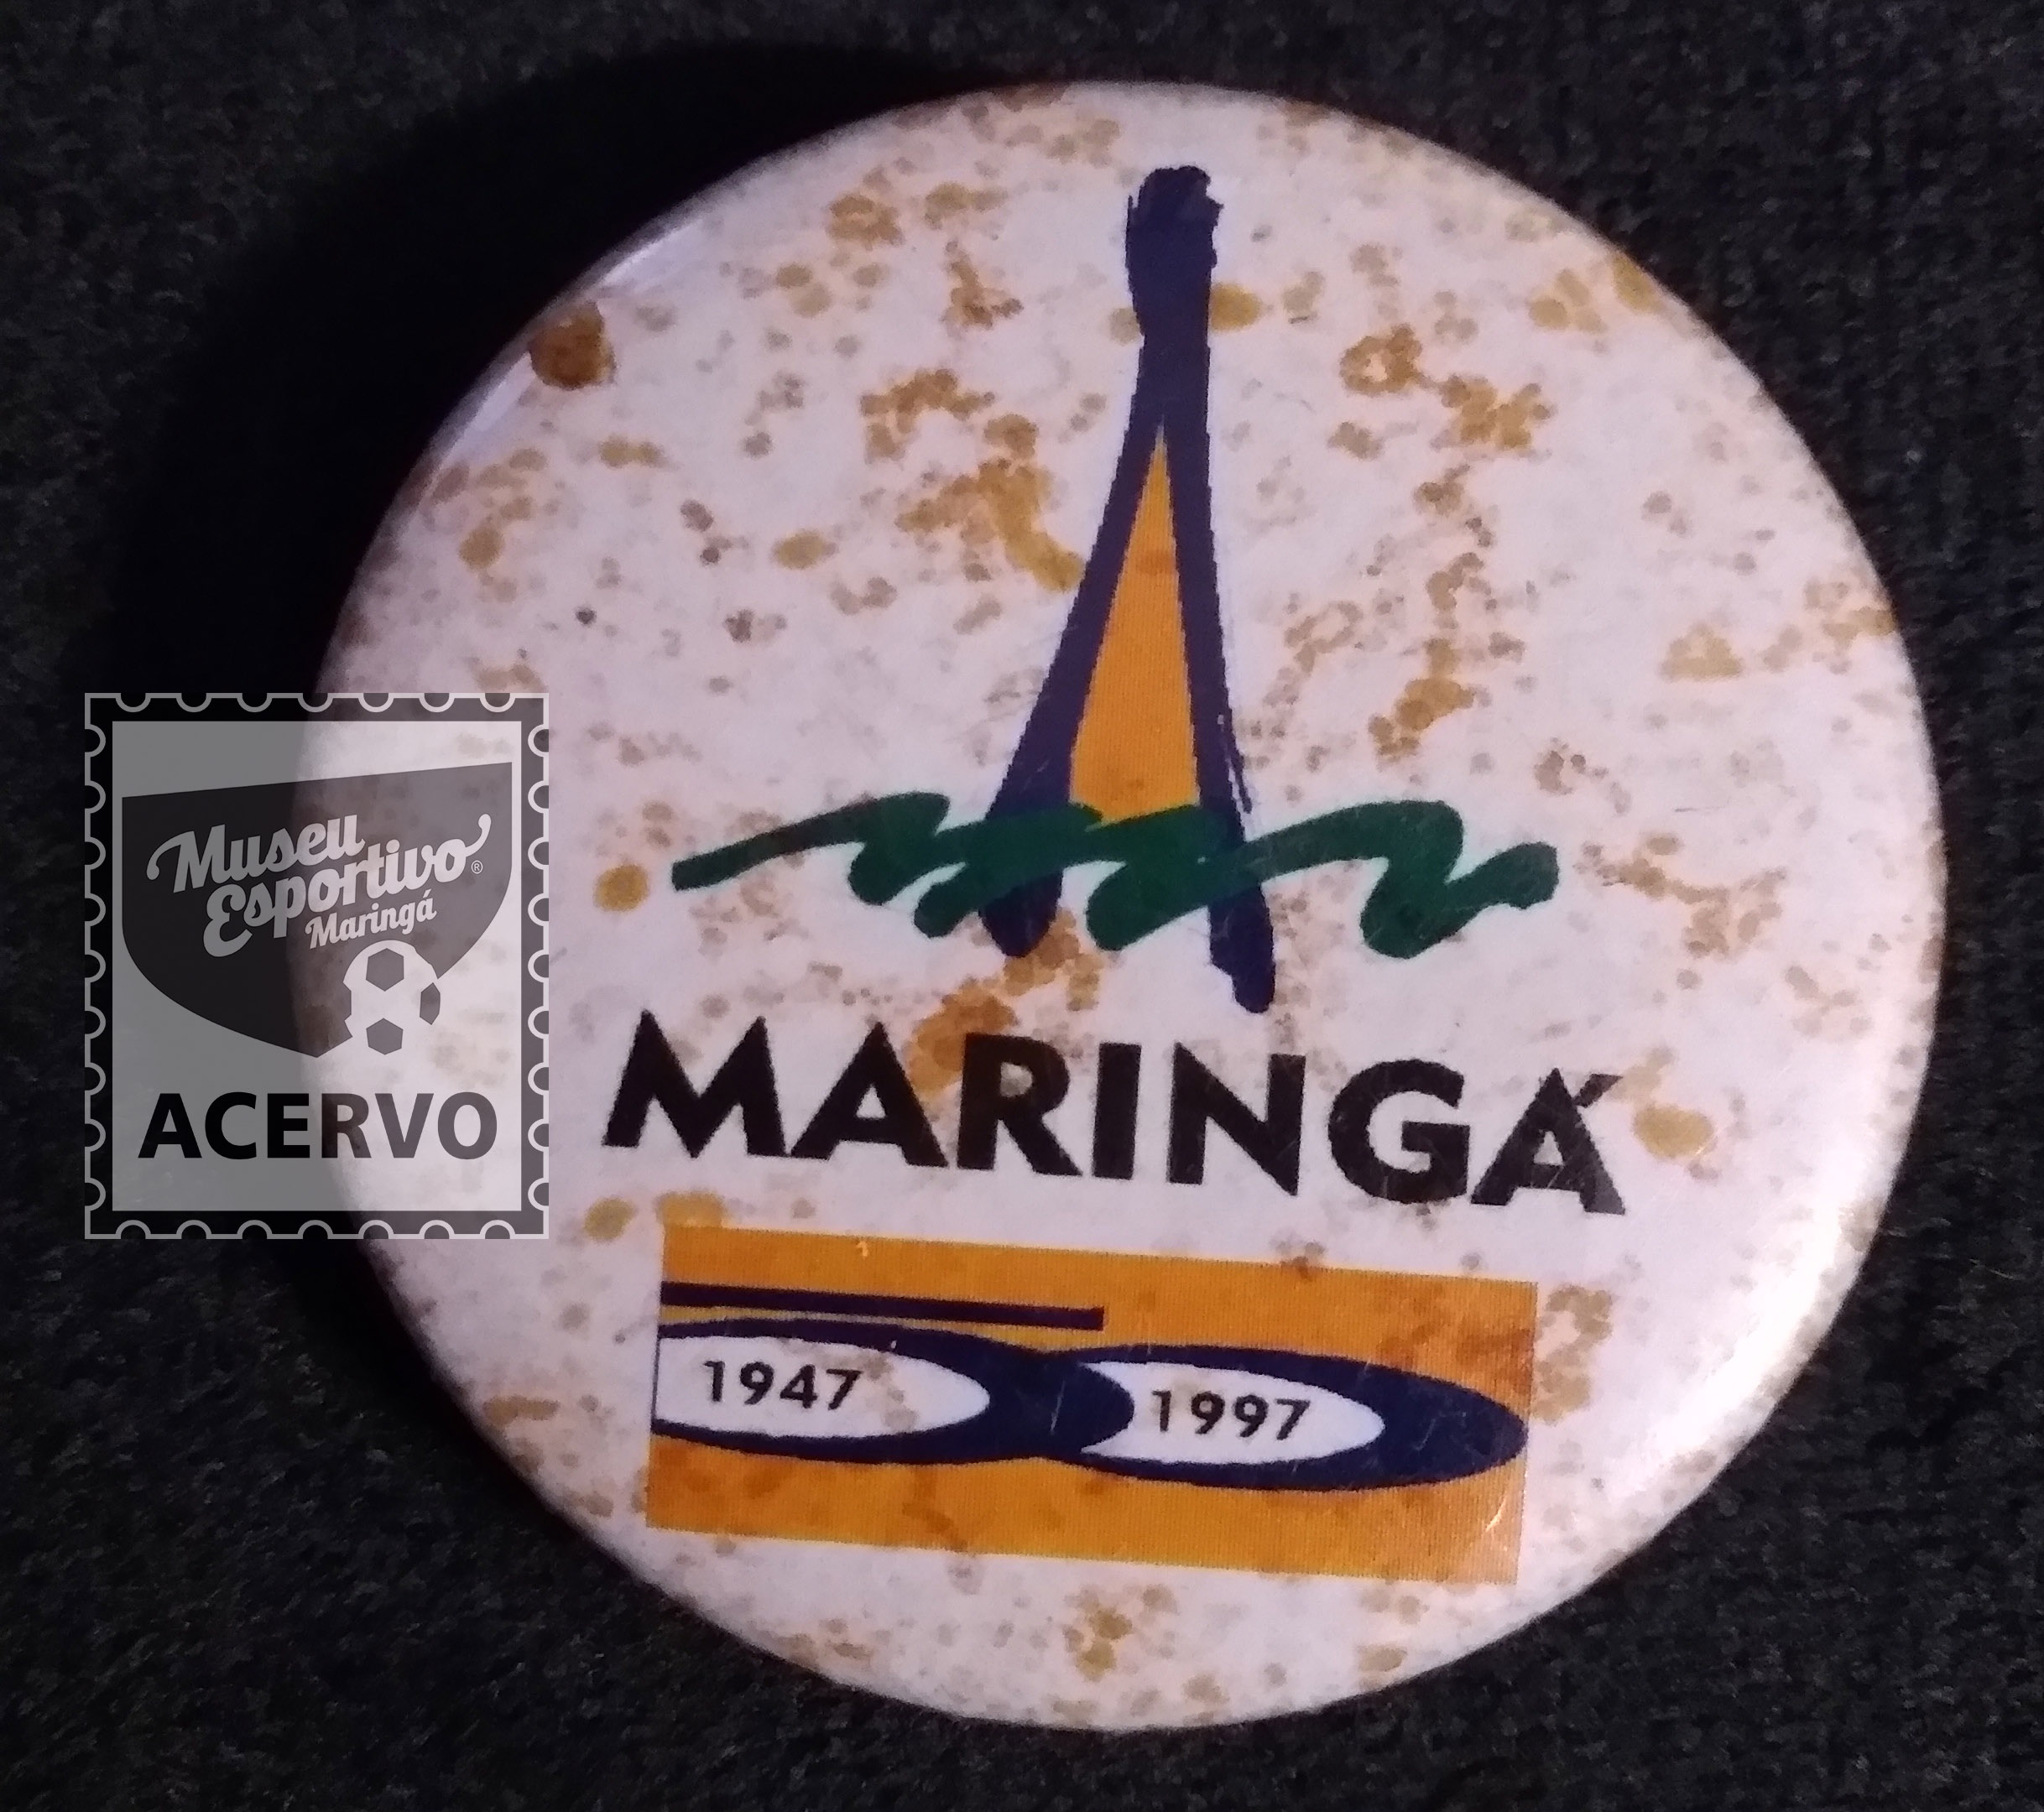 Museu
Esportivo®
Maringá
ACERVO
MARINGÁ
1947
1997